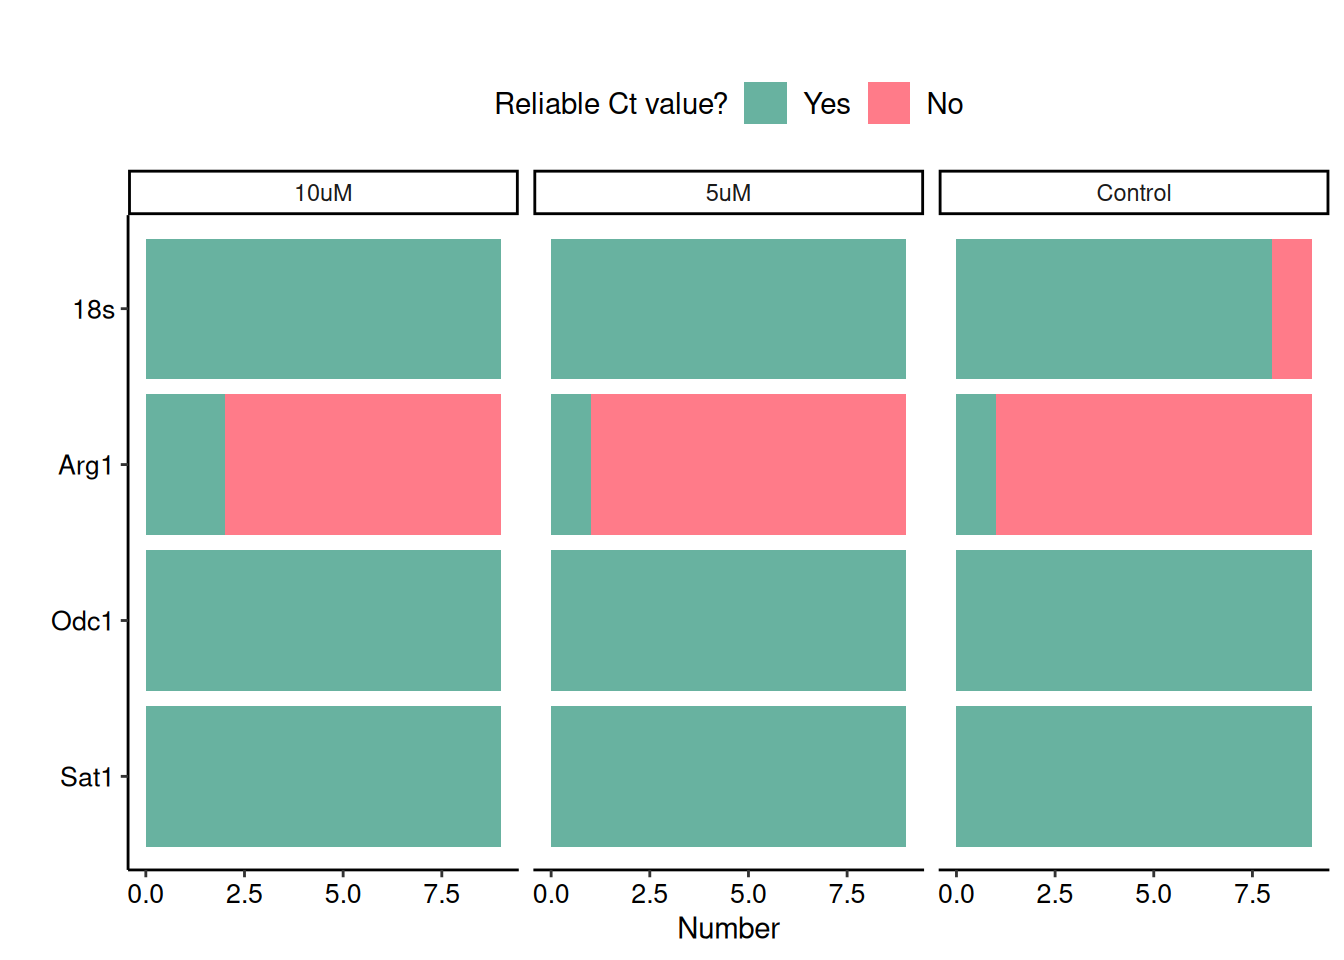 Reliable Ct value? Yes No
10uM 5uM Control
18s
Arg1
Odc1
Sat1
0.0 2.5 5.0 7.5 0.0 2.5 5.0 7.5 0.0 2.5 5.0 7.5
Number